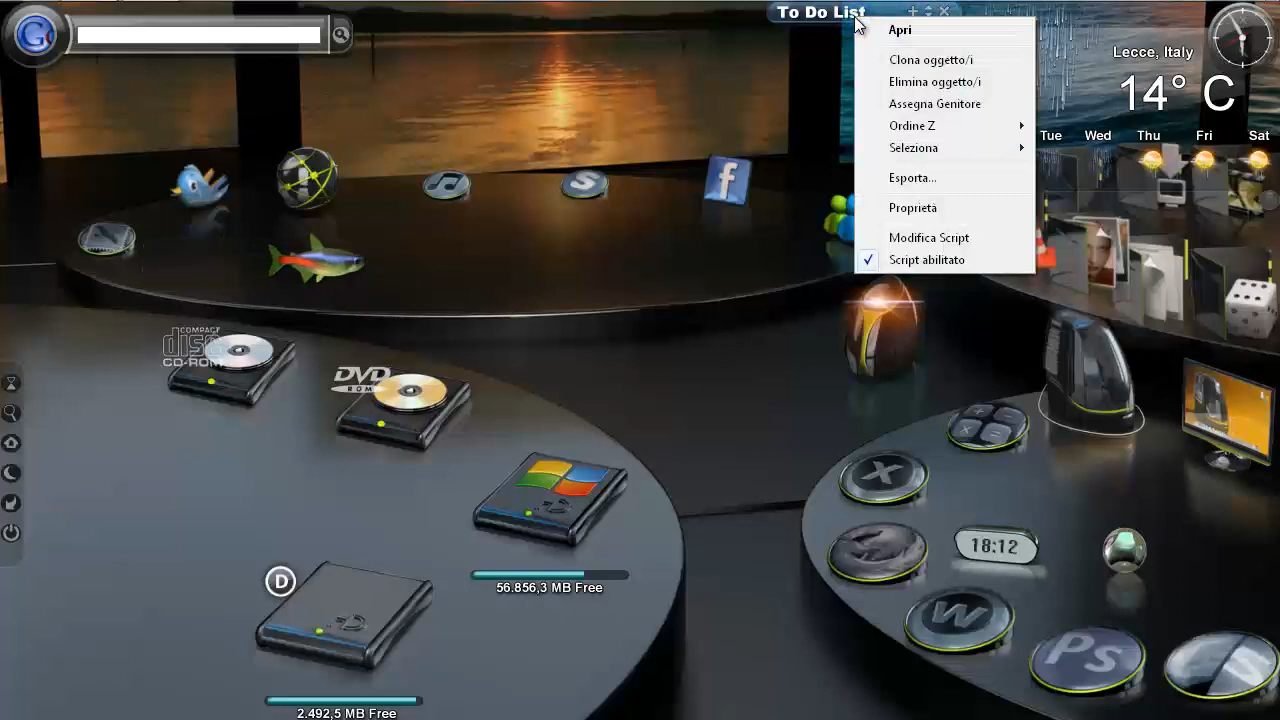 To Do List
Apri
Clona oggetto/i
Elimina oggetto/i
Assegna Genitore
Ordine Z
Seleziona
Esporta...
Proprietà
Modifica Script
Script abilitato
Lecce, Italy
14° C
Tue Wed Thu Fri Sat
G
S
f
COMPACT
disc
CD-ROM
DVD
ROM
X
18:12
W
PS
D
56.856,3 MB Free
2.492,5 MB Free